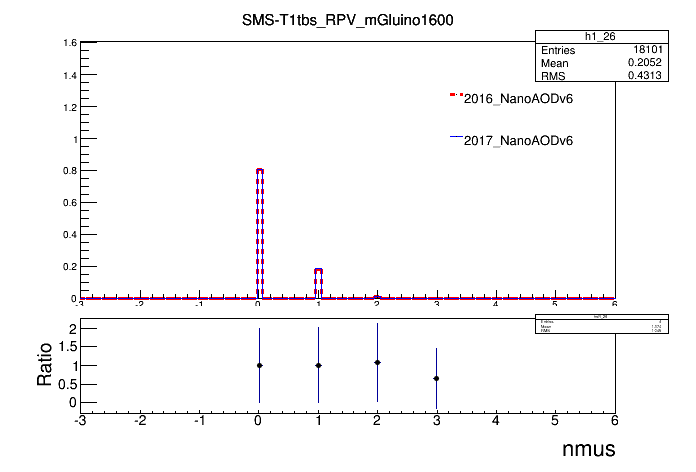 SMS-T1tbs_RPV_mGluino1600
h1_26
Entries 18101
Mean 0.2052
RMS 0.4313
1.6
1.4
1.2
1
0.8
0.6
0.4
0.2
0
2016_NanoAODv6
2017_NanoAODv6
-3 -2 -1 0 1 2 3 4 5 6
Entries
Mean
RMS
Ratio
2
1.5
1
0.5
0
-3 -2 -1 0 1 2 3 4 5 6
nmus